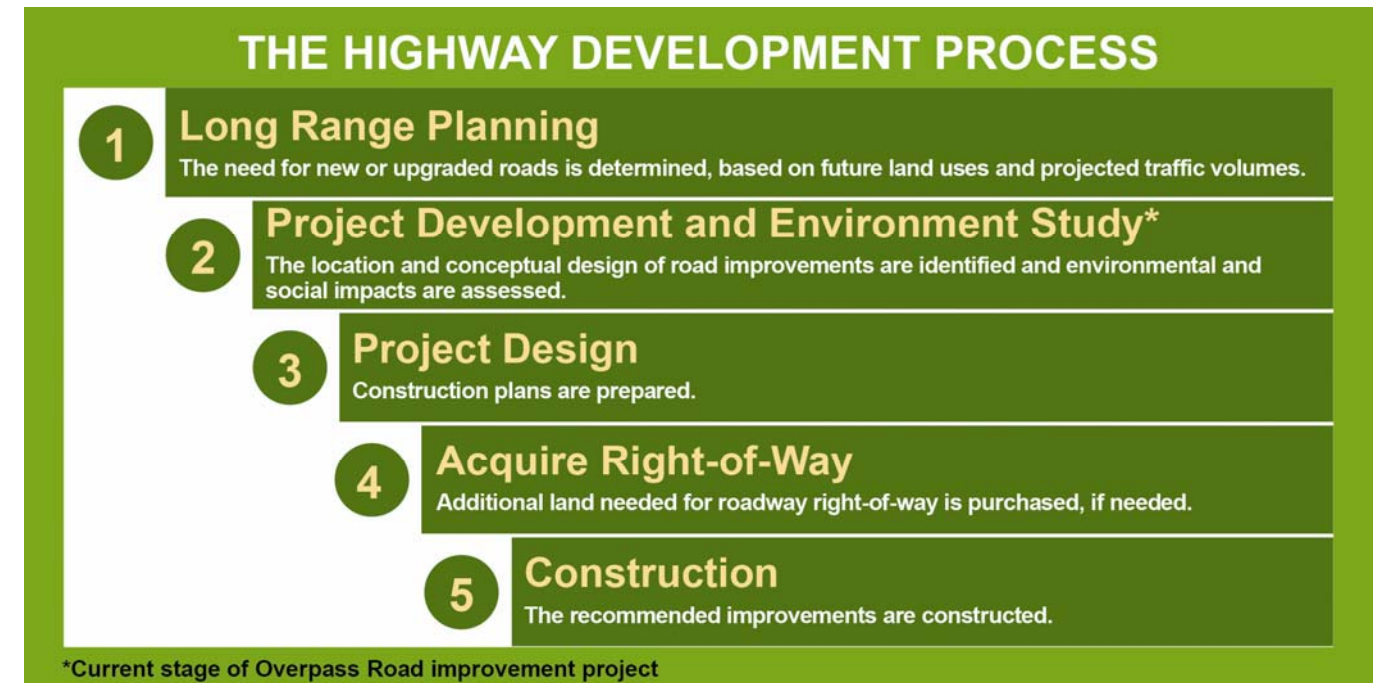 THE HIGHWAY DEVELOPMENT PROCESS
1
Long Range Planning
The need for new or upgraded roads is determined, based on future land uses and projected traffic volumes.
2
Project Development and Environment Study*
The location and conceptual design of road improvements are identified and environmental and
social impacts are assessed.
3
Project Design
Construction plans are prepared.
4
Acquire Right-of-Way
Additional land needed for roadway right-of-way is purchased, if needed.
5
Construction
The recommended improvements are constructed.
*Current stage of Overpass Road improvement project